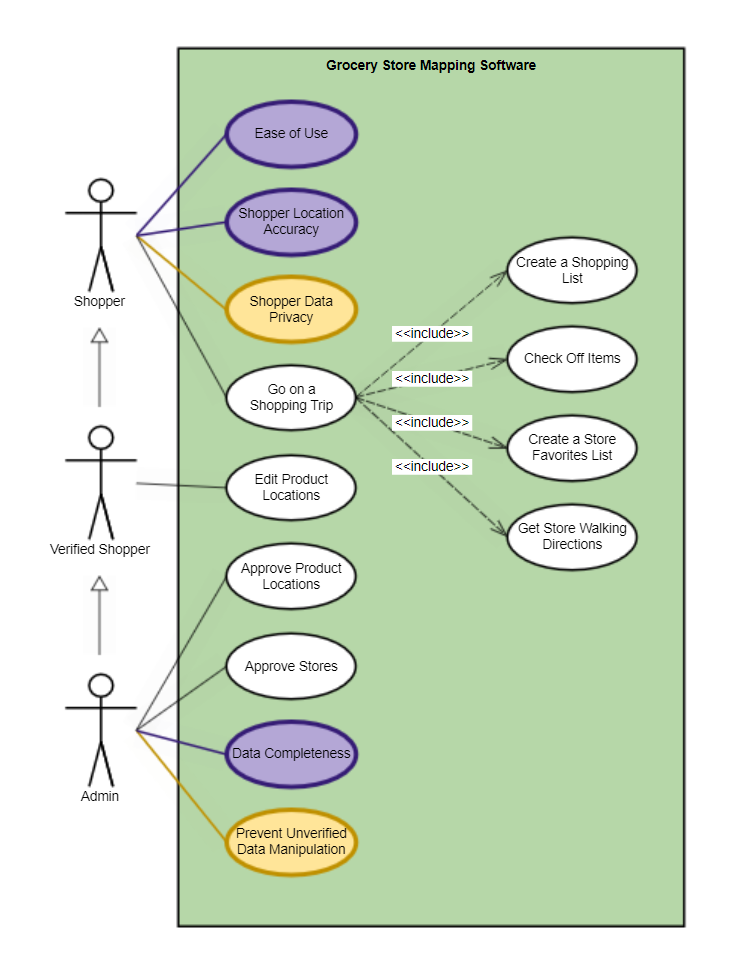 Grocery Store Mapping Software
Ease of Use
Shopper Location
Accuracy
Shopper Data
Privacy
Go on a
Shopping Trip
Edit Product
Locations
Approve Product
Locations
Approve Stores
Data Completeness
Prevent Unverified
Data Manipulation
Shopper
Verified Shopper
Admin
<<include>>
<<include>>
<<include>>
<<include>>
Create a Shopping
List
Check Off Items
Create a Store
Favorites List
Get Store Walking
Directions